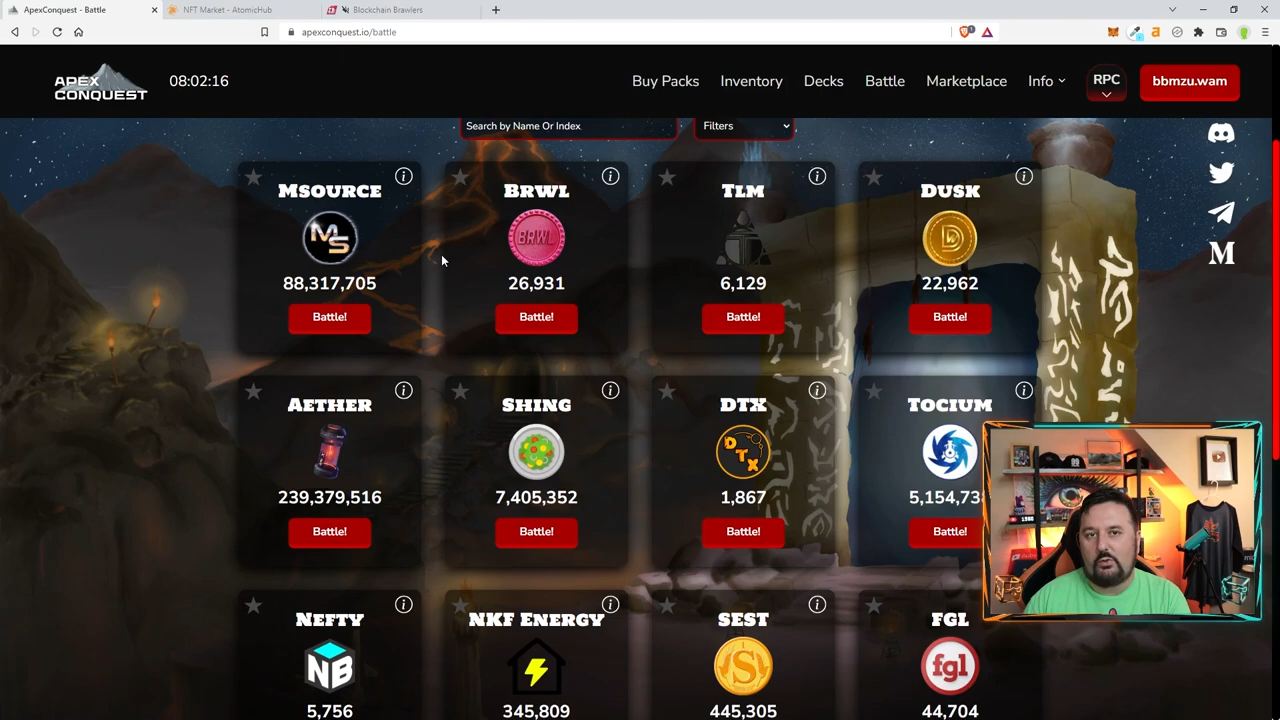 ApexConquest - Battle
NFT Market - AtomicHub
Blockchain Brawlers
apexconquest.io/battle
APEX CONQUEST
08:02:16
Buy Packs
Inventory
Decks
Battle
Marketplace
Info
RPC
bbmzu.wam
Search by Name Or Index
Filters
MSOURCE
BRWL
TLM
DUSK
MS
BRWL
D
88,317,705
26,931
6,129
22,962
Battle!
Battle!
Battle!
Battle!
AETHER
SHING
DTX
TOCIUM
DTX
239,379,516
7,405,352
1,867
Battle!
Battle!
Battle!
Battle!
NEFTY
NKF ENERGY
SEST
FGL
NB
S
fgl
5,756
345,809
445,305
44,704